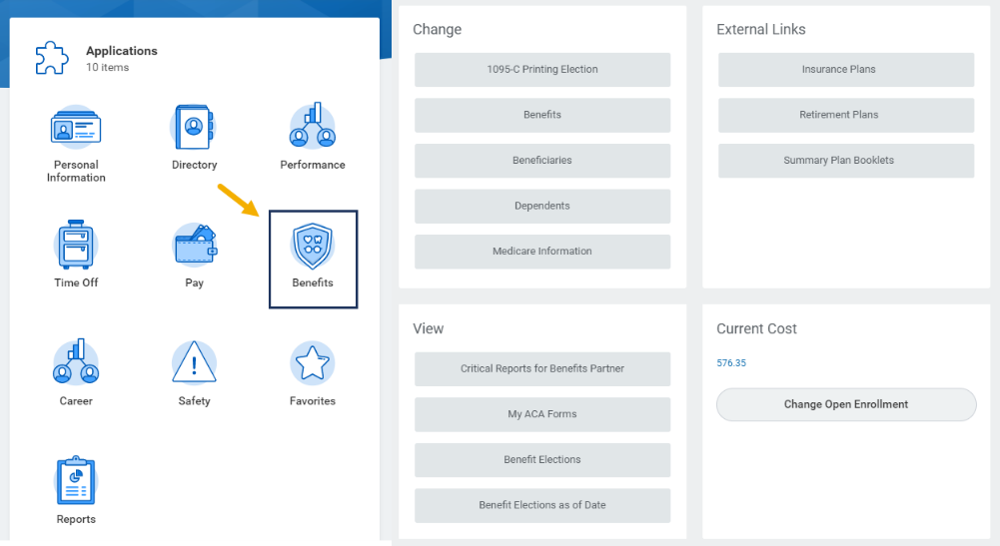 Applications
10 items
Personal
Information
Directory
Performance
Time Off
Pay
Benefits
Career
Safety
Favorites
Reports
Change
1095-C Printing Election
Benefits
Beneficiaries
Dependents
Medicare Information
External Links
Insurance Plans
Retirement Plans
Summary Plan Booklets
View
Critical Reports for Benefits Partner
My ACA Forms
Benefit Elections
Benefit Elections as of Date
Current Cost
576.35
Change Open Enrollment